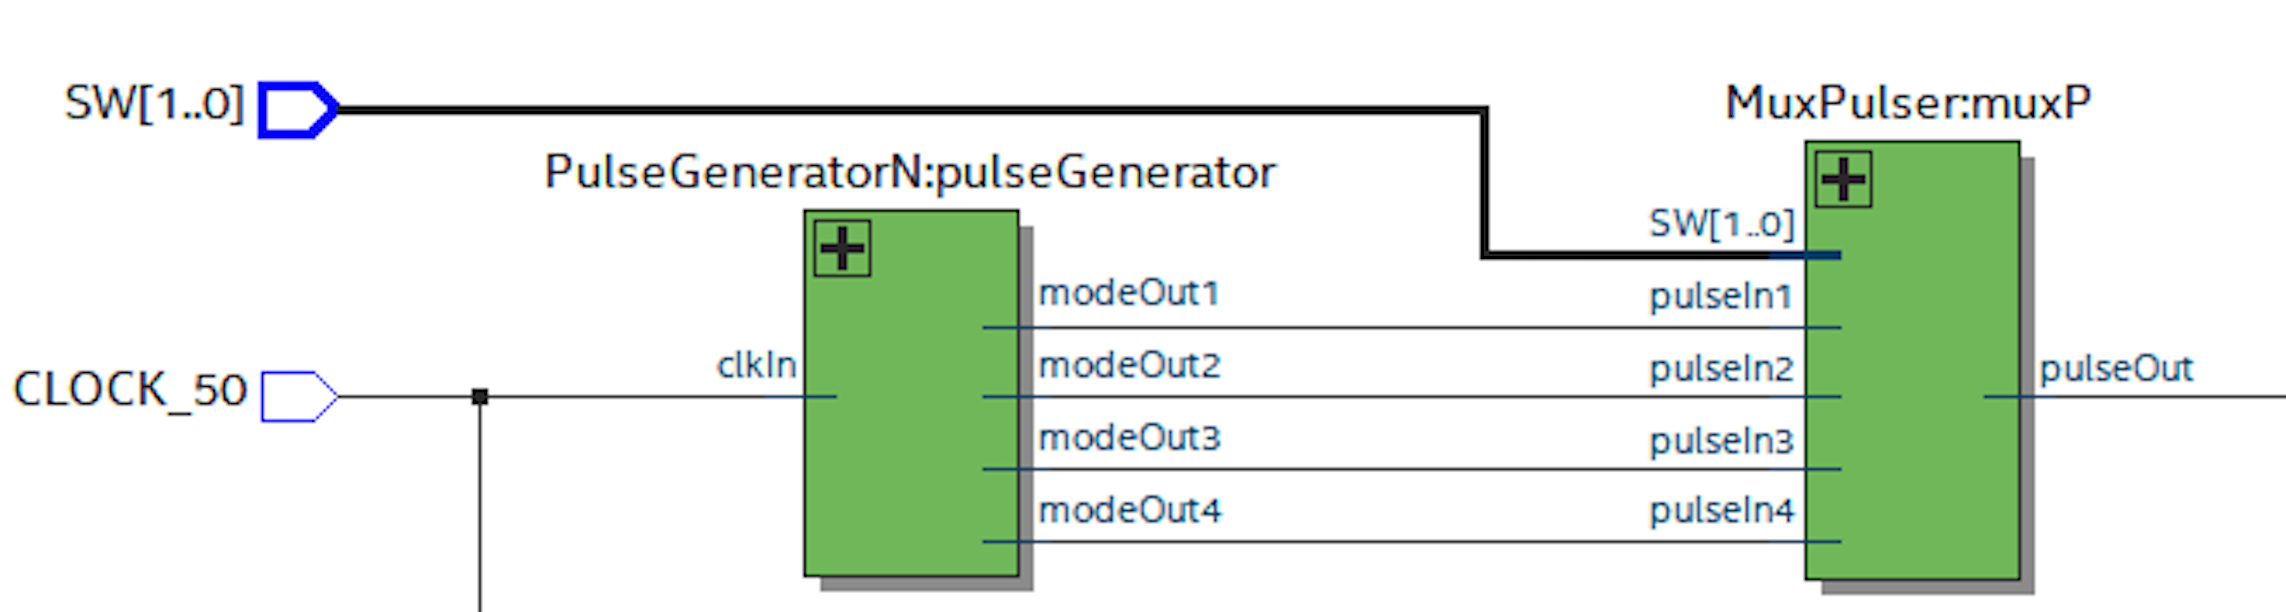 SW[1..0]
MuxPulser:muxP
PulseGeneratorN:pulseGenerator
SW[1..0]
modeOut1
pulseIn1
CLOCK_50
clkIn
modeOut2
pulseIn2
pulseOut
modeOut3
pulseIn3
modeOut4
pulseIn4